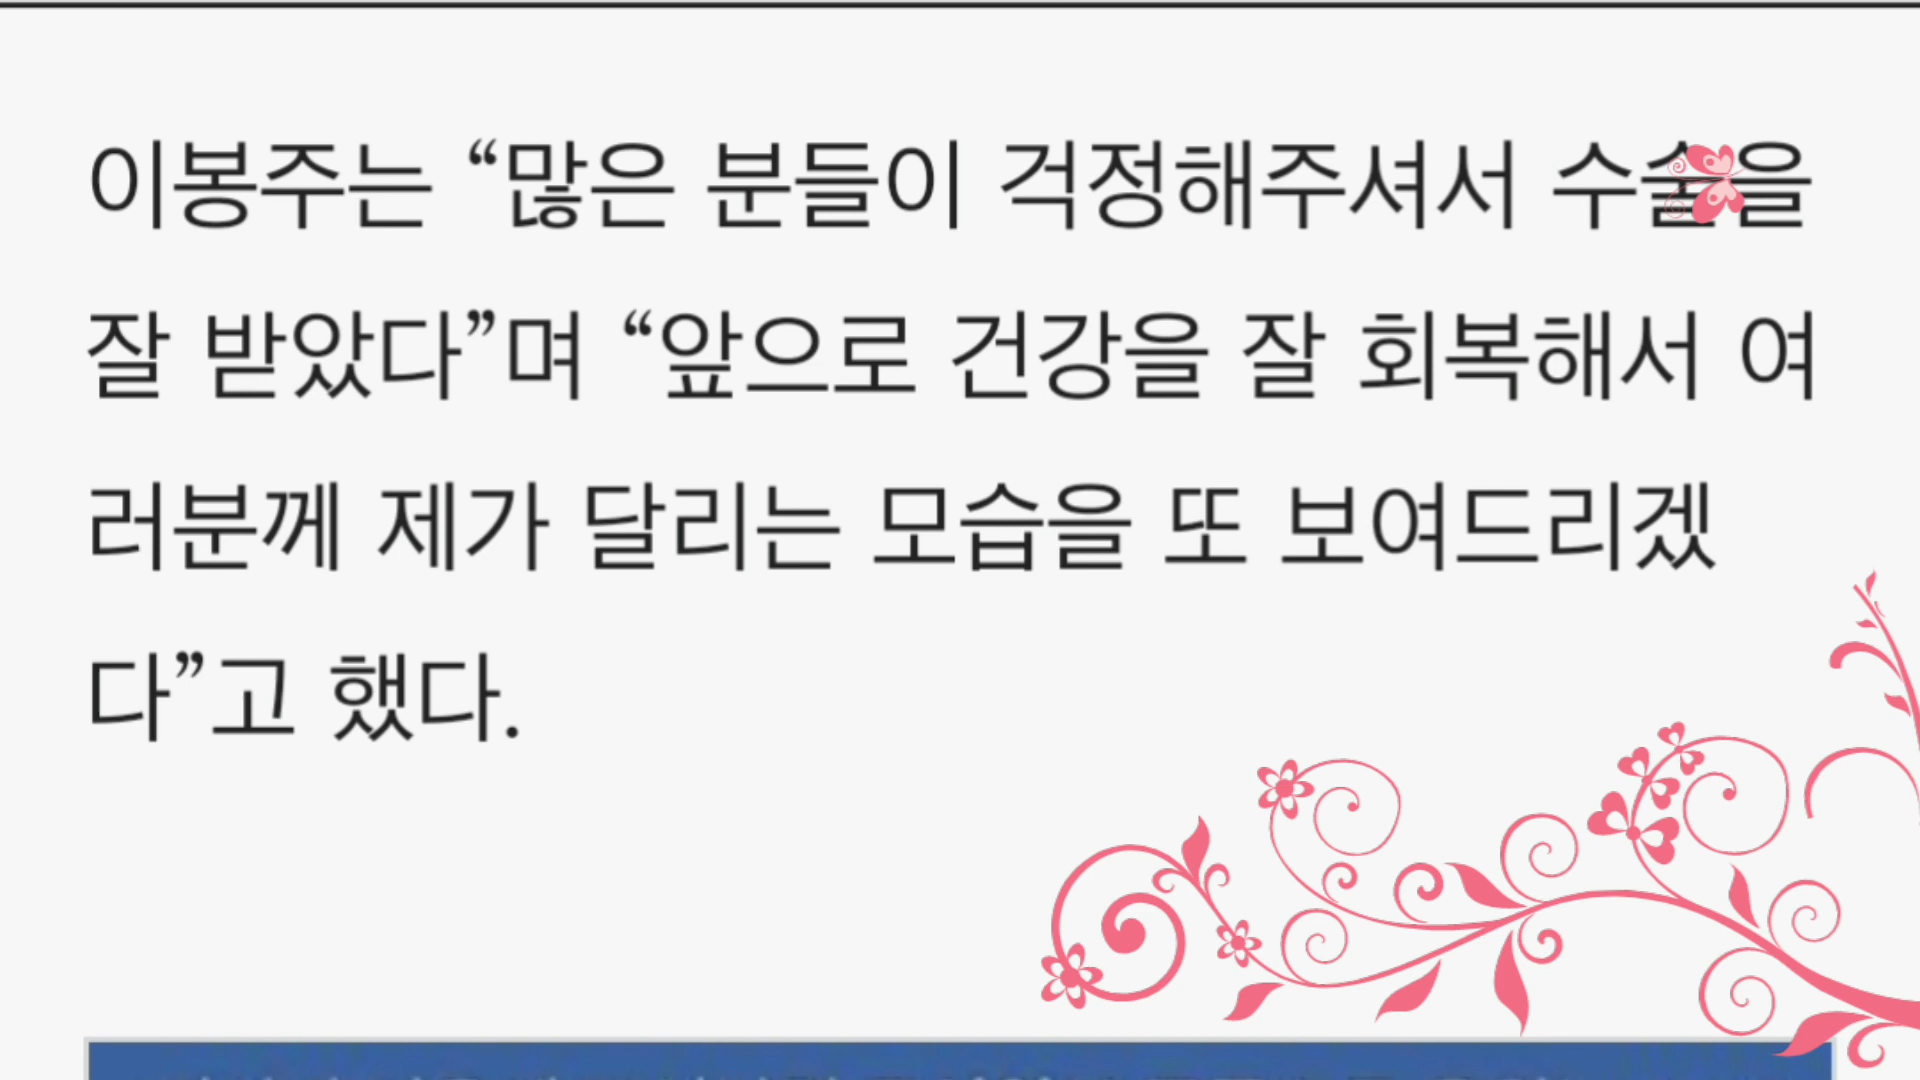 이봉주는 “많은 분들이 걱정해주셔서 수술을
잘 받았다”며 “앞으로 건강을 잘 회복해서 여
러분께 제가 달리는 모습을 또 보여드리겠
다”고 했다.